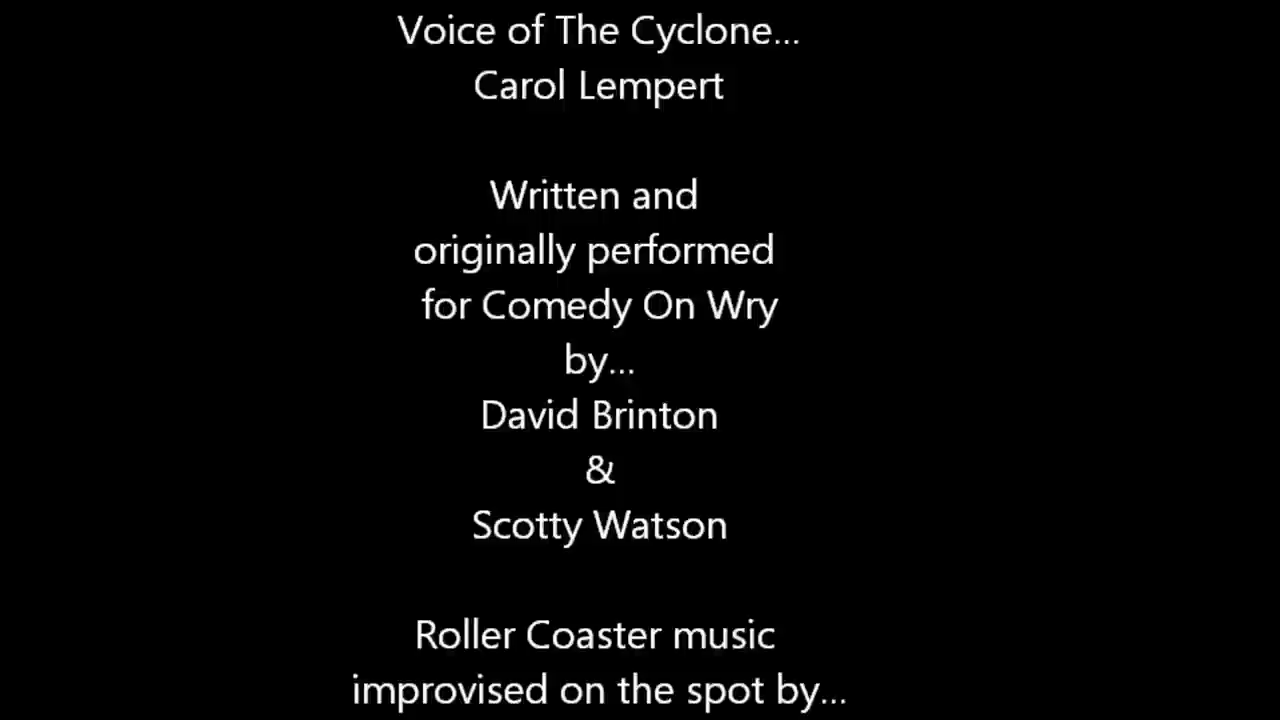 Voice of The Cyclone...
Carol Lempert
Written and
originally performed
for Comedy On Wry
by...
David Brinton
&
Scotty Watson
Roller Coaster music
improvised on the spot by...